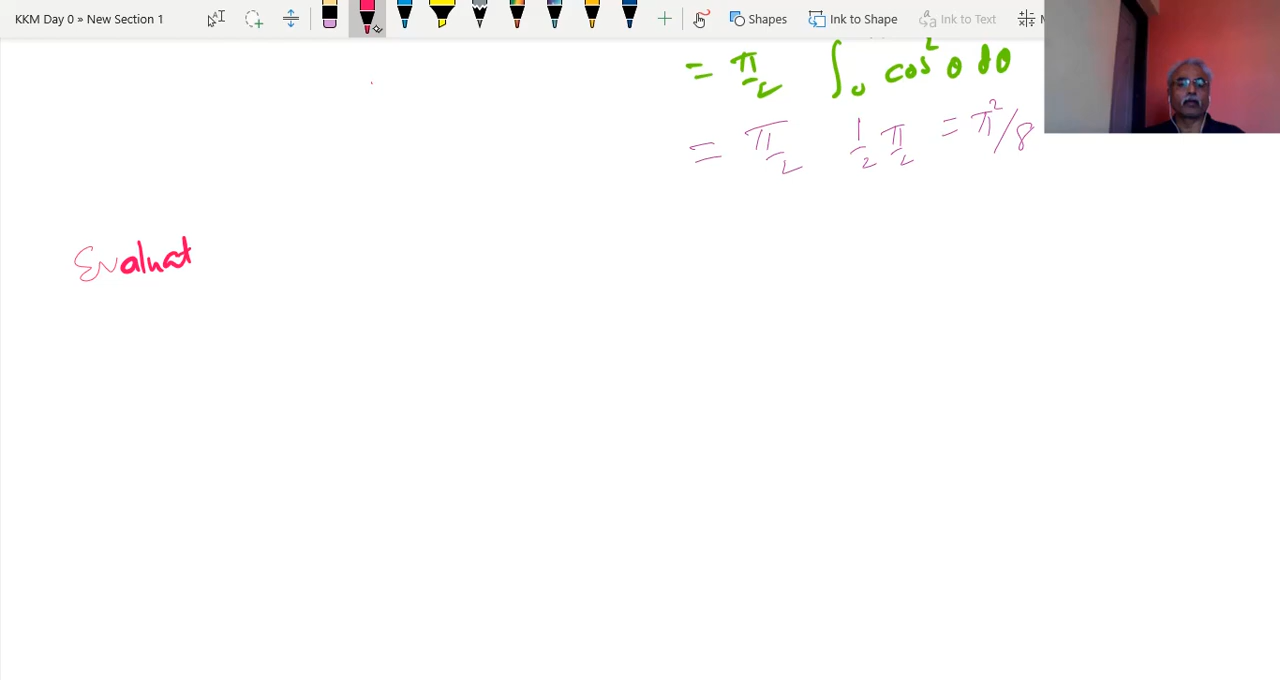 KKM Day 0 » New Section 1
Shapes
Ink to Shape
Ink to Text
= π/2 ∫₀ cos² θ dθ
= π/2 1/2 π/2 = π²/8
Evaluat